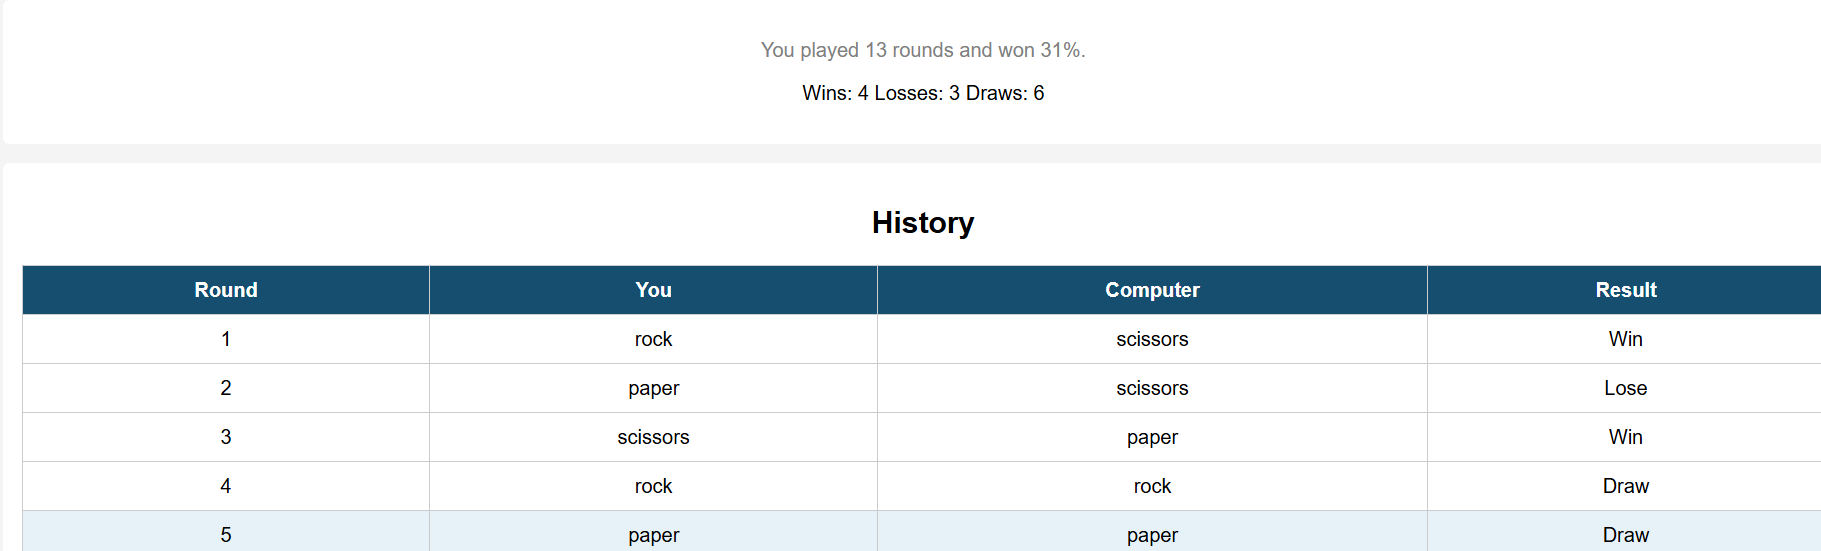 You played 13 rounds and won 31%.
Wins: 4 Losses: 3 Draws: 6
History
Round You Computer Result
1 rock scissors Win
2 paper scissors Lose
3 scissors paper Win
4 rock rock Draw
5 paper paper Draw